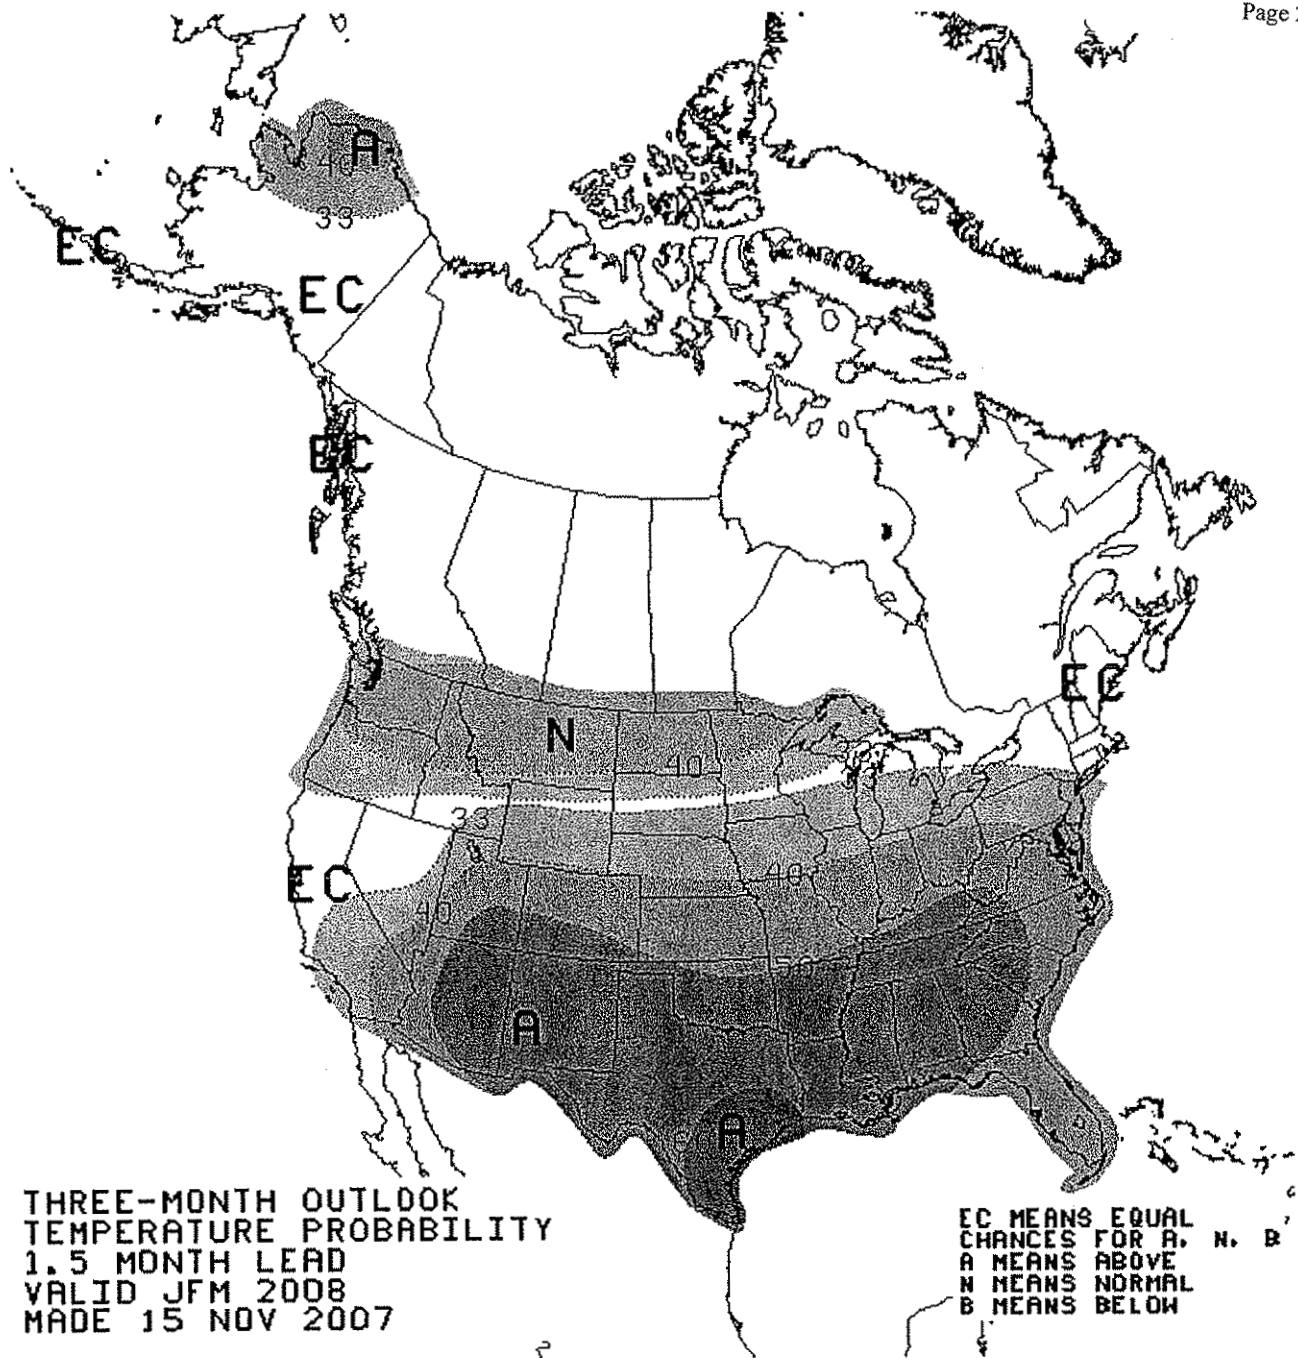 Page
A
40
33
EC
EC
EC
EC
N
40
33
EC
40
40
50
A
A
THREE-MONTH OUTLOOK
TEMPERATURE PROBABILITY
1.5 MONTH LEAD
VALID JFM 2008
MADE 15 NOV 2007
EC MEANS EQUAL
CHANCES FOR A, N, B
A MEANS ABOVE
N MEANS NORMAL
B MEANS BELOW